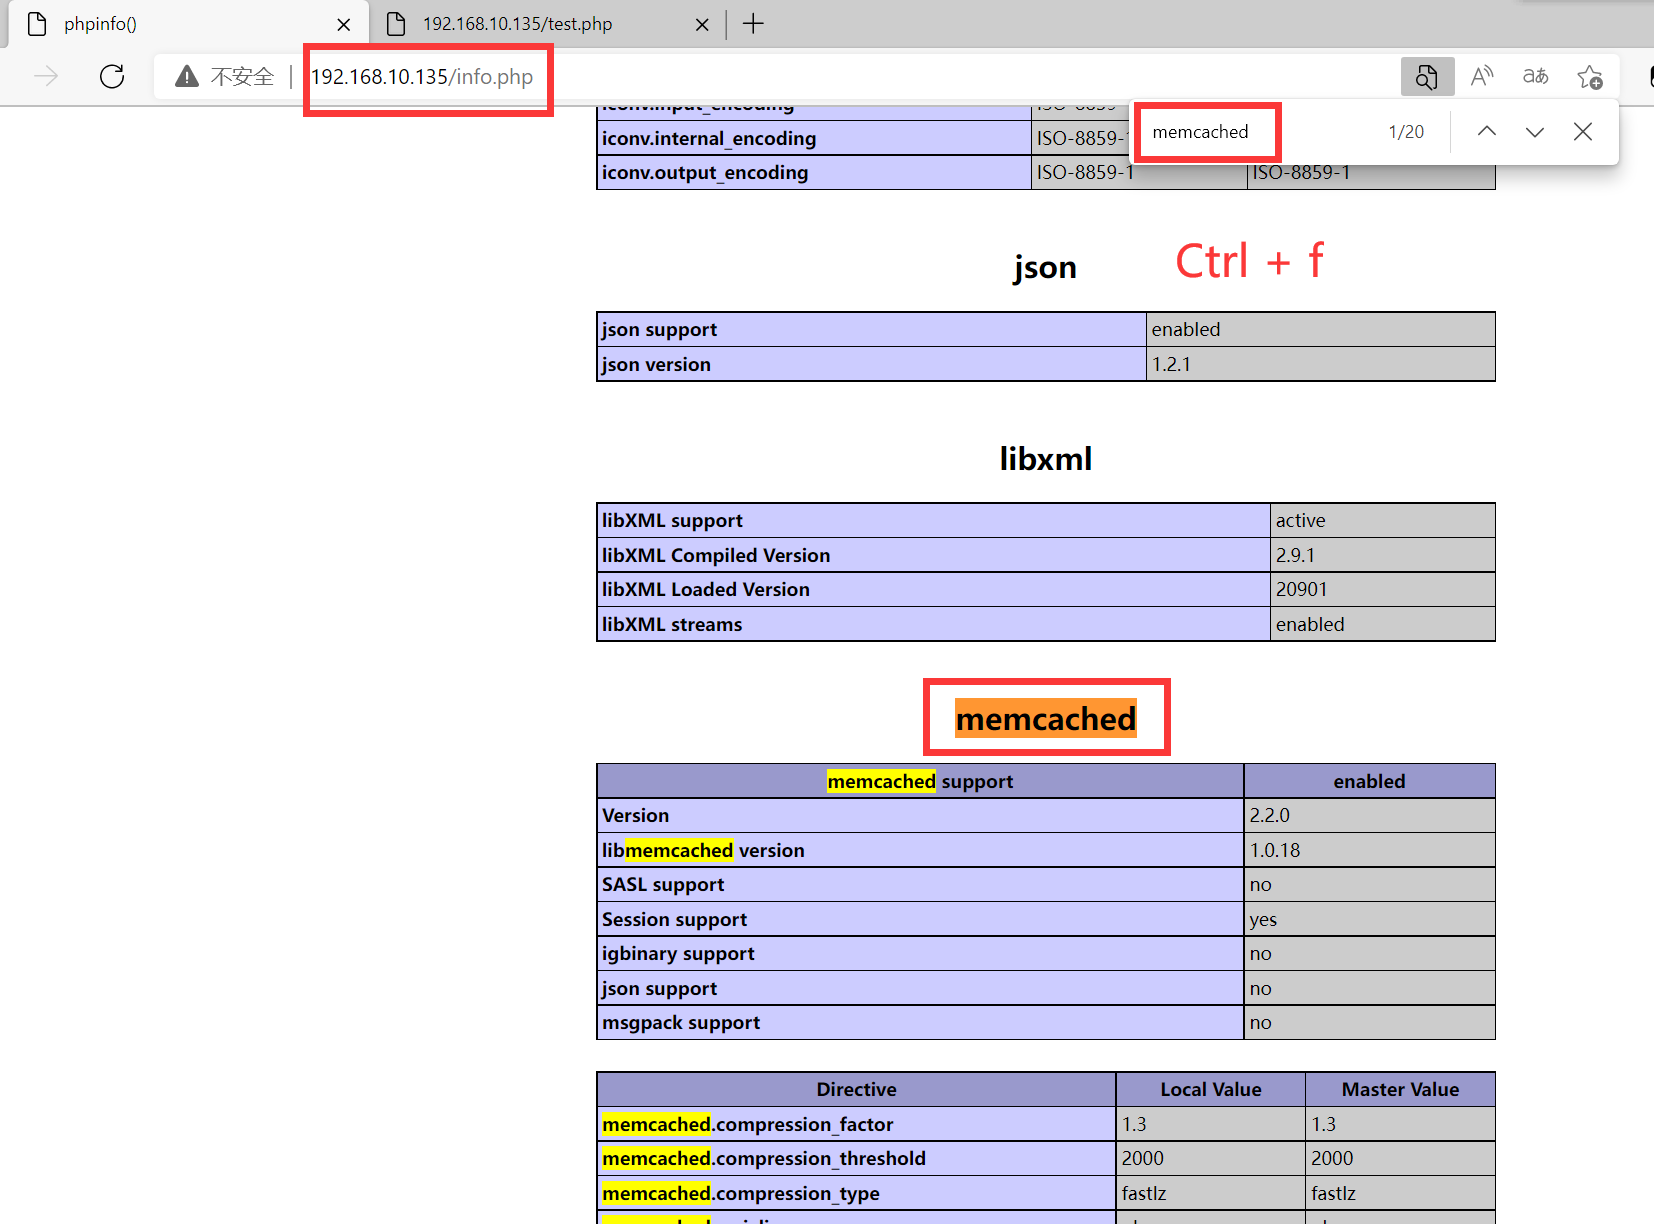 phpinfo()
192.168.10.135/test.php
不安全
192.168.10.135/info.php
aあ
memcached
1/20
iconv.input_encoding
iconv.internal_encoding ISO-8859-1
iconv.output_encoding ISO-8859-1 ISO-8859-1
json
Ctrl + f
json support enabled
json version 1.2.1
libxml
libXML support active
libXML Compiled Version 2.9.1
libXML Loaded Version 20901
libXML streams enabled
memcached
memcached support enabled
Version 2.2.0
libmemcached version 1.0.18
SASL support no
Session support yes
igbinary support no
json support no
msgpack support no
Directive Local Value Master Value
memcached.compression_factor 1.3 1.3
memcached.compression_threshold 2000 2000
memcached.compression_type fastlz fastlz